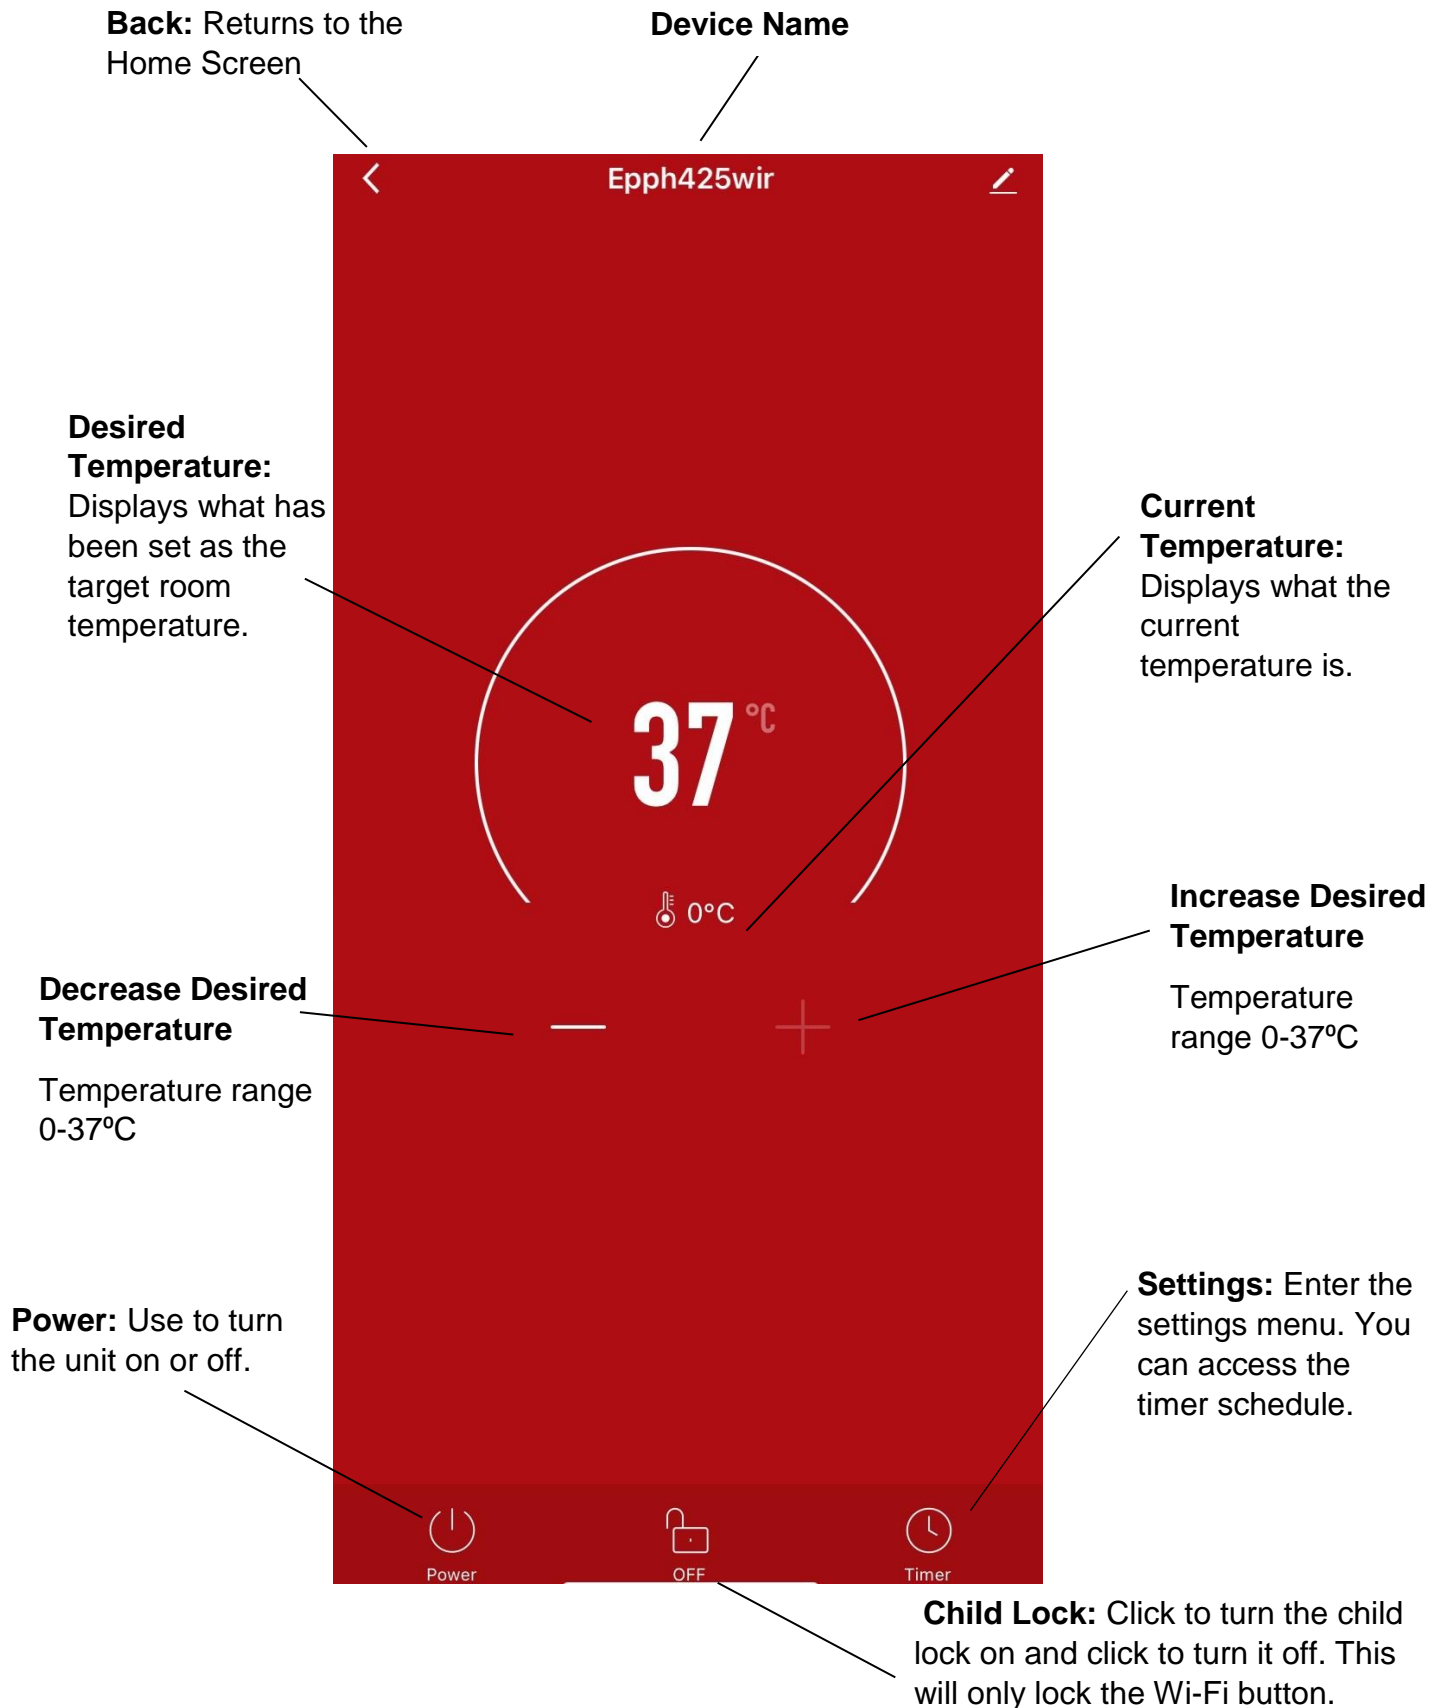 Back: Returns to the
Home Screen
Device Name
Epph425wir
Desired
Temperature:
Displays what has
been set as the
target room
temperature.
Current
Temperature:
Displays what the
current
temperature is.
37 °C
0°C
Increase Desired
Temperature
Temperature
range 0-37ºC
Decrease Desired
Temperature
Temperature range
0-37ºC
Settings: Enter the
settings menu. You
can access the
timer schedule.
Power: Use to turn
the unit on or off.
Power
OFF
Timer
Child Lock: Click to turn the child
lock on and click to turn it off. This
will only lock the Wi-Fi button.